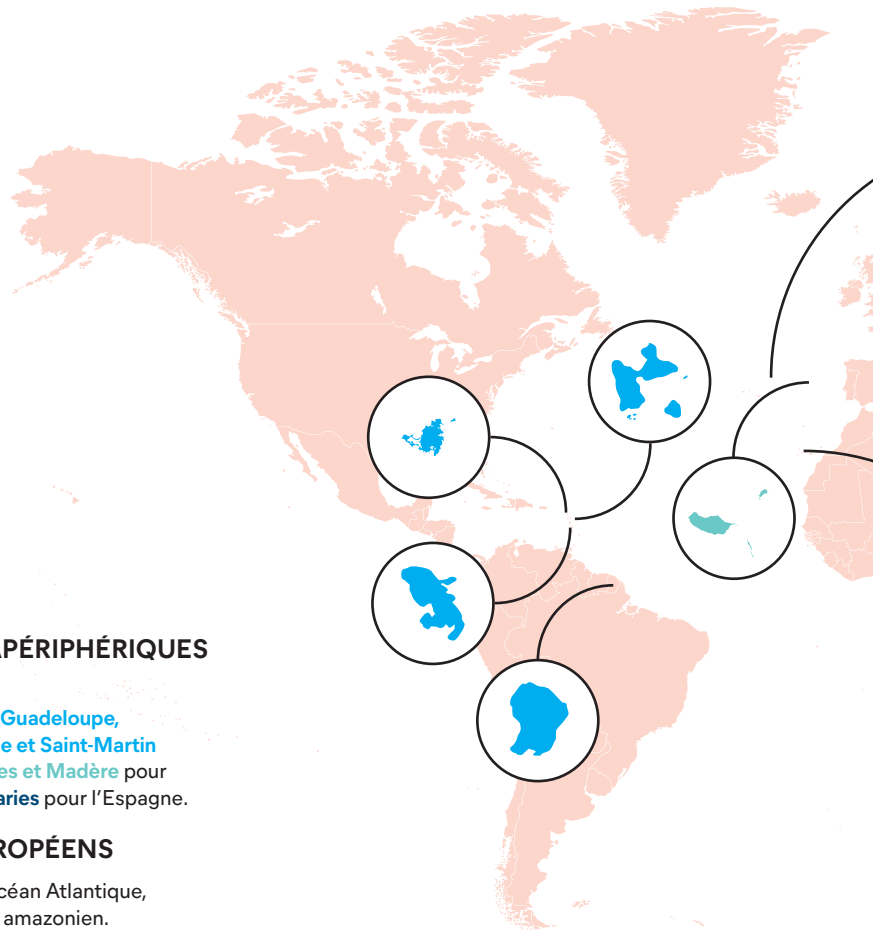 APÉRIPHÉRIQUES
Guadeloupe,
e et Saint-Martin
es et Madère pour
aries pour l'Espagne.
ROPÉENS
céan Atlantique,
amazonien.